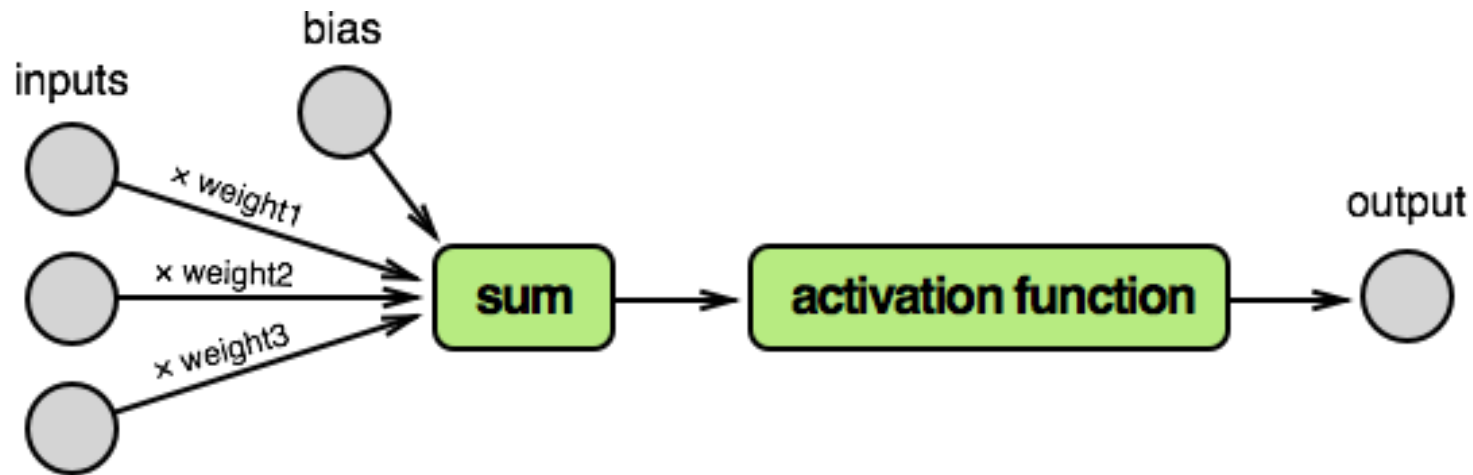 bias
inputs
× weight1
× weight2
× weight3
sum
activation function
output